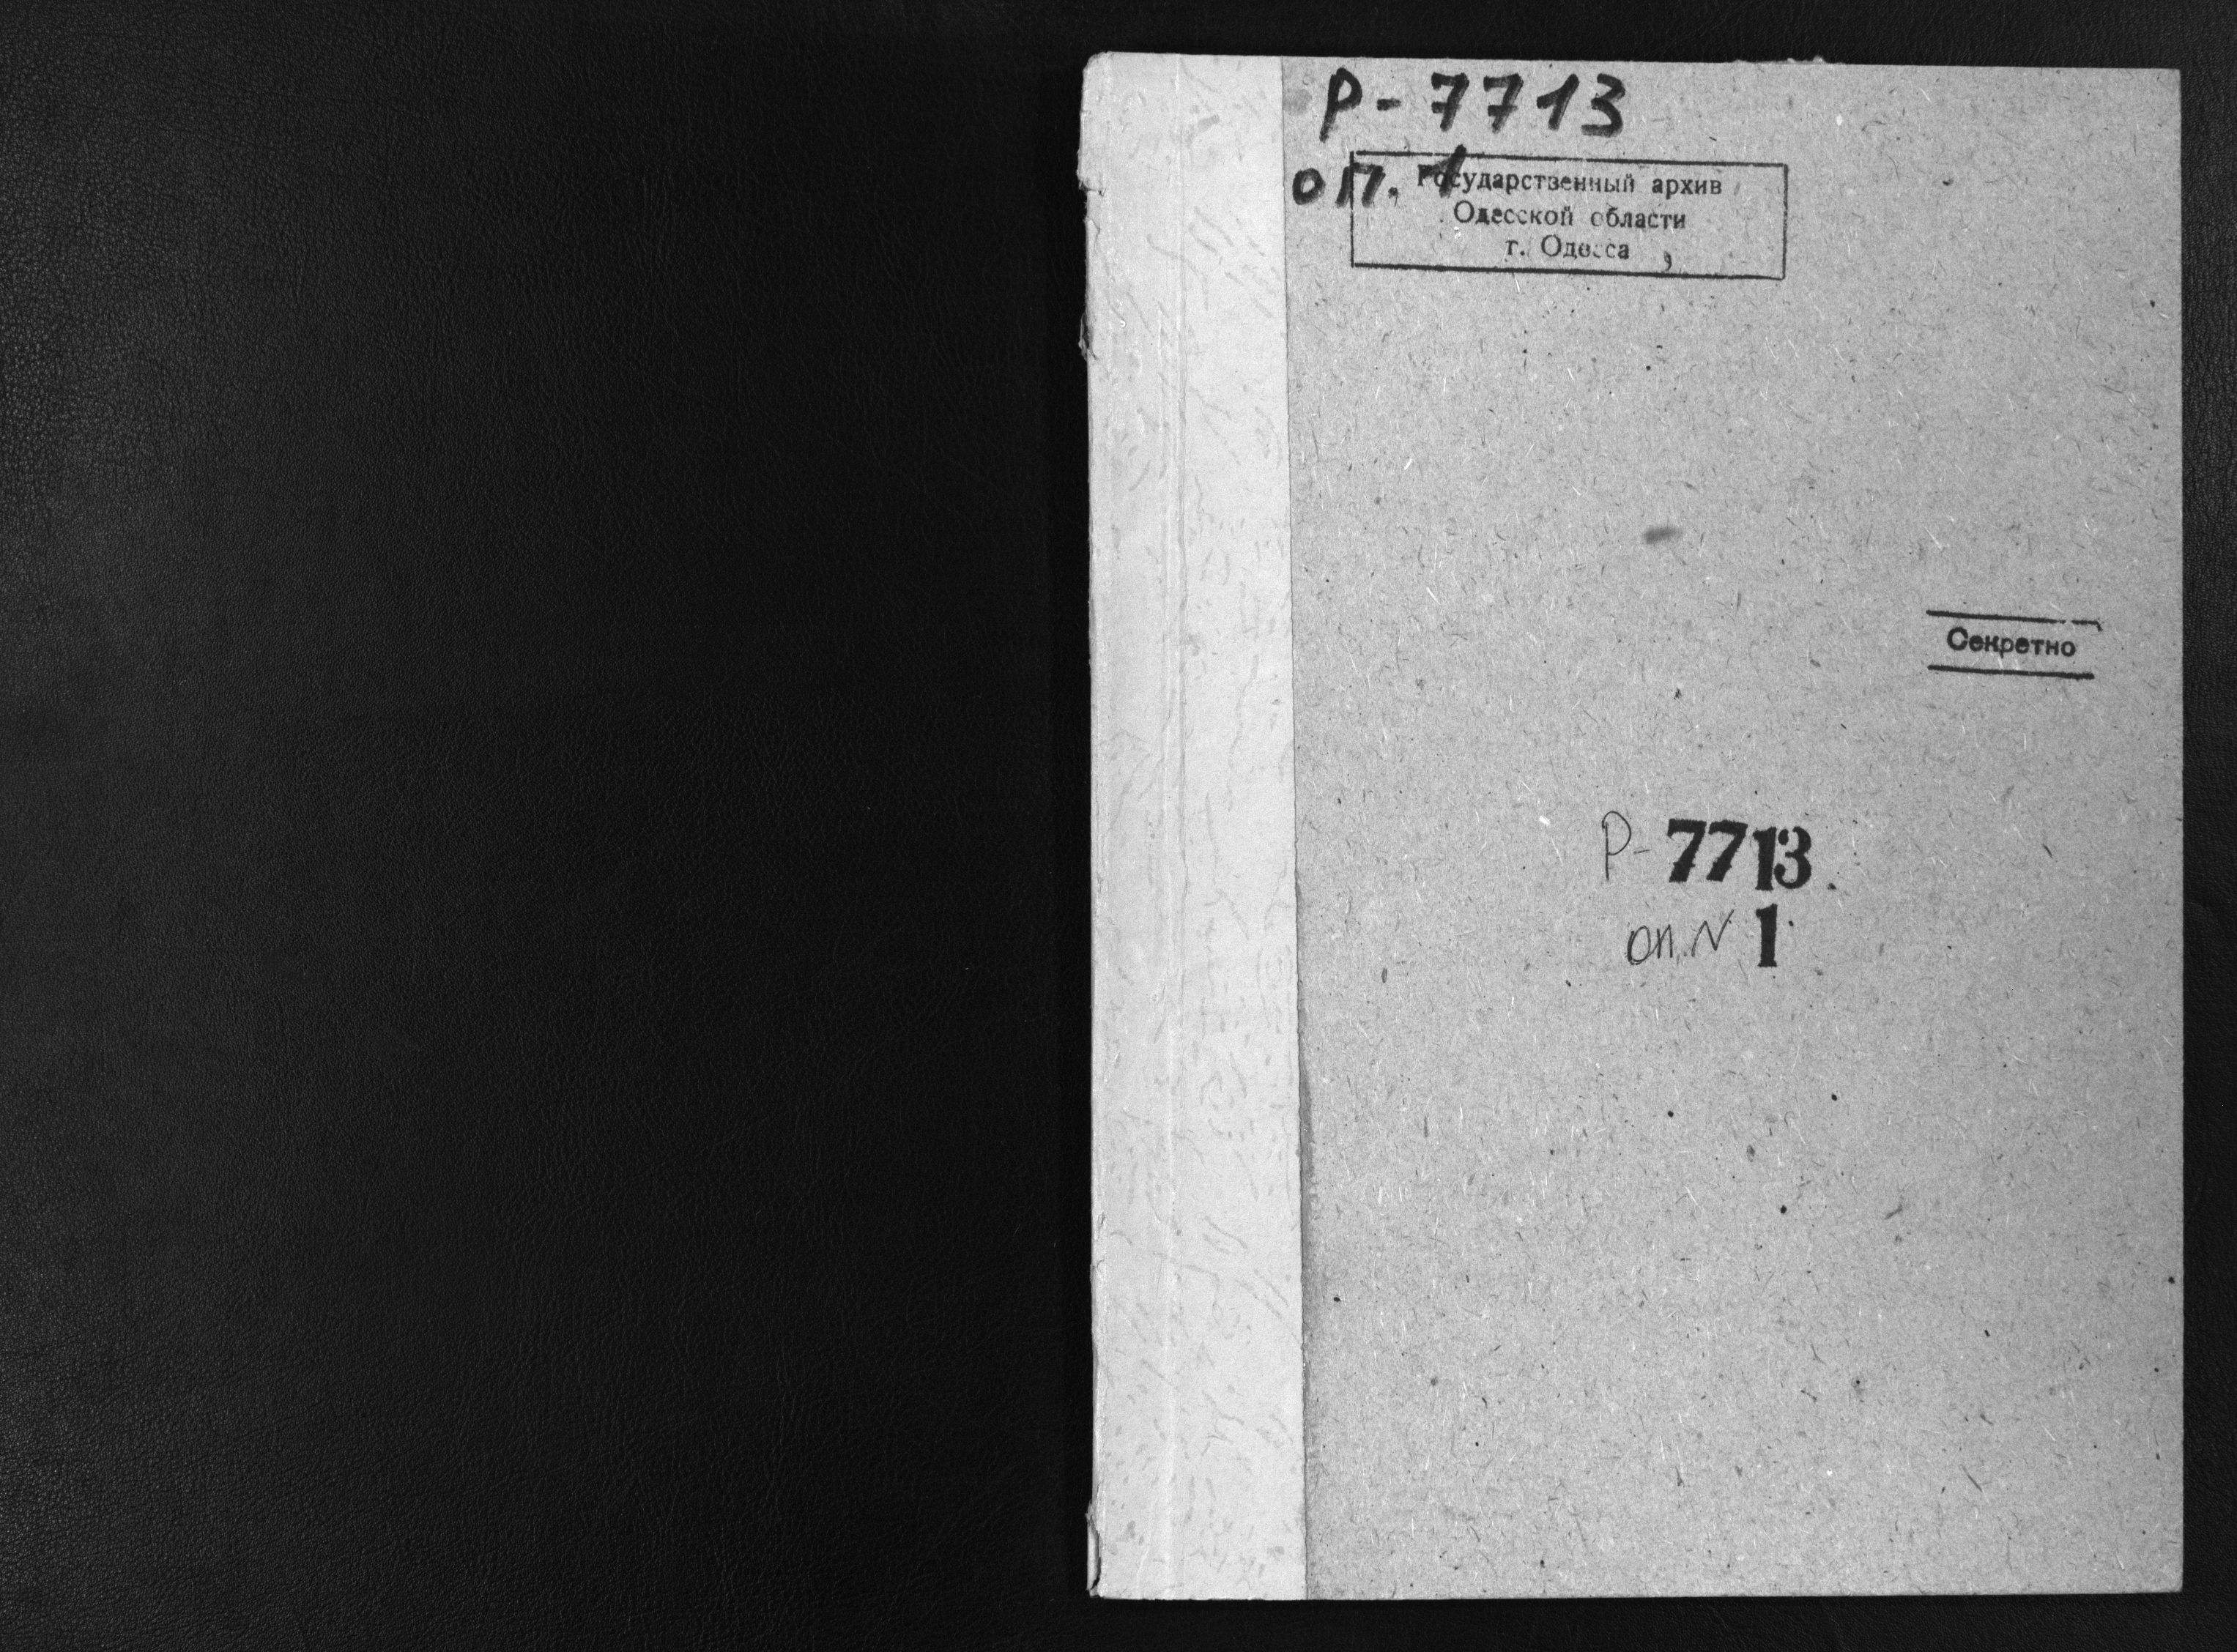 Р-7713
оп. 1
Государственный архив
Одесской области
г. Одесса
Секретно
Р-7713
оп. N 1